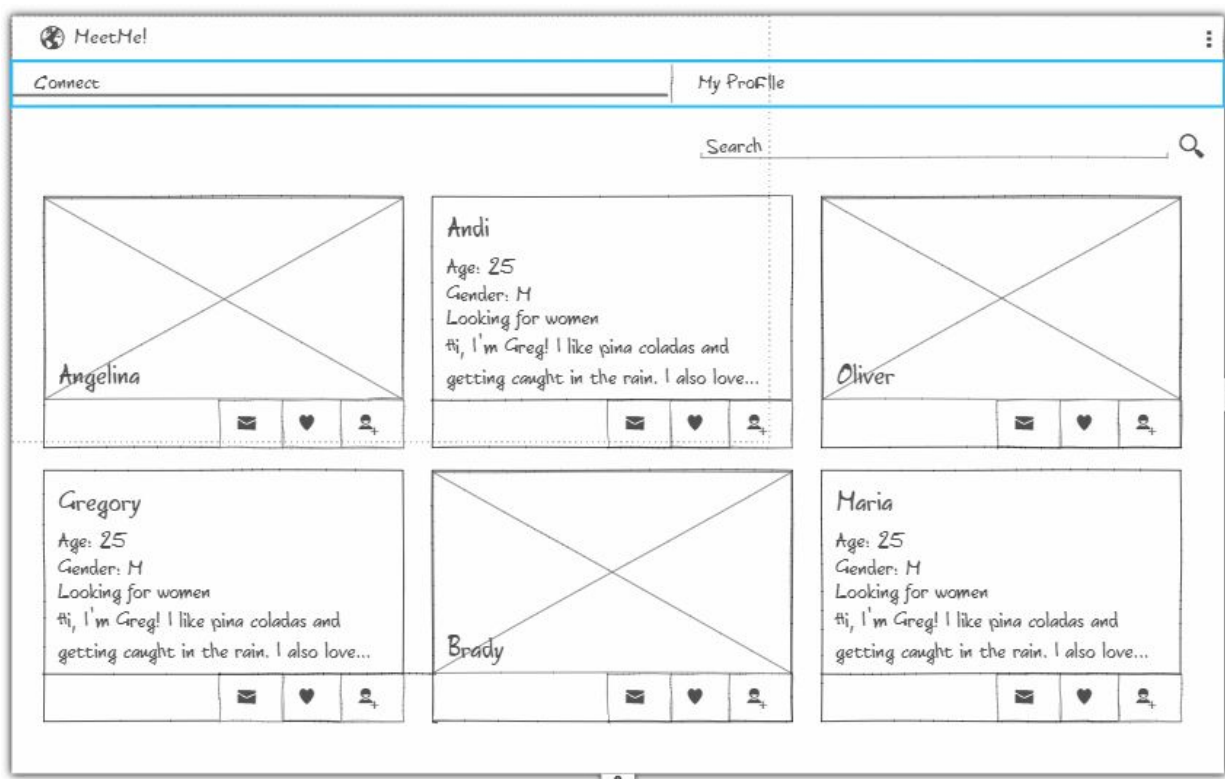 MeetMe!
Connect
My Profile
Search
Angelina
Andi
Age: 25
Gender: M
Looking for women
Hi, I'm Greg! I like pina coladas and
getting caught in the rain. I also love...
Oliver
Gregory
Age: 25
Gender: M
Looking for women
Hi, I'm Greg! I like pina coladas and
getting caught in the rain. I also love...
Brady
Maria
Age: 25
Gender: M
Looking for women
Hi, I'm Greg! I like pina coladas and
getting caught in the rain. I also love...